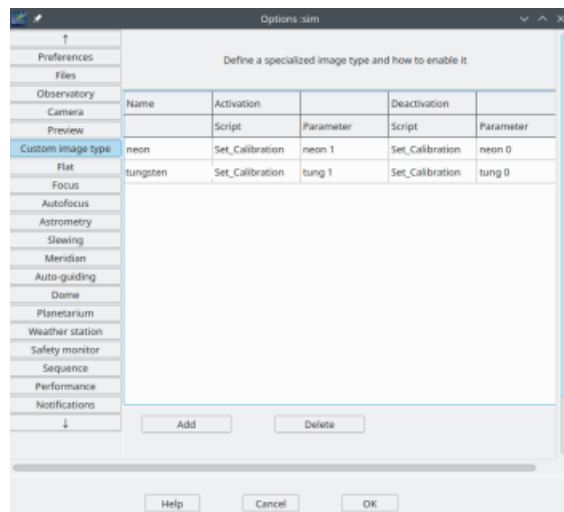 Options :sim
↑
Preferences
Files
Observatory
Camera
Preview
Custom image type
Flat
Focus
Autofocus
Astrometry
Slewing
Meridian
Auto-guiding
Dome
Planetarium
Weather station
Safety monitor
Sequence
Performance
Notifications
↓
Define a specialized image type and how to enable it
Name Activation Deactivation
Script Parameter Script Parameter
neon Set_Calibration neon 1 Set_Calibration neon 0
tungsten Set_Calibration tung 1 Set_Calibration tung 0
Add Delete
Help Cancel OK